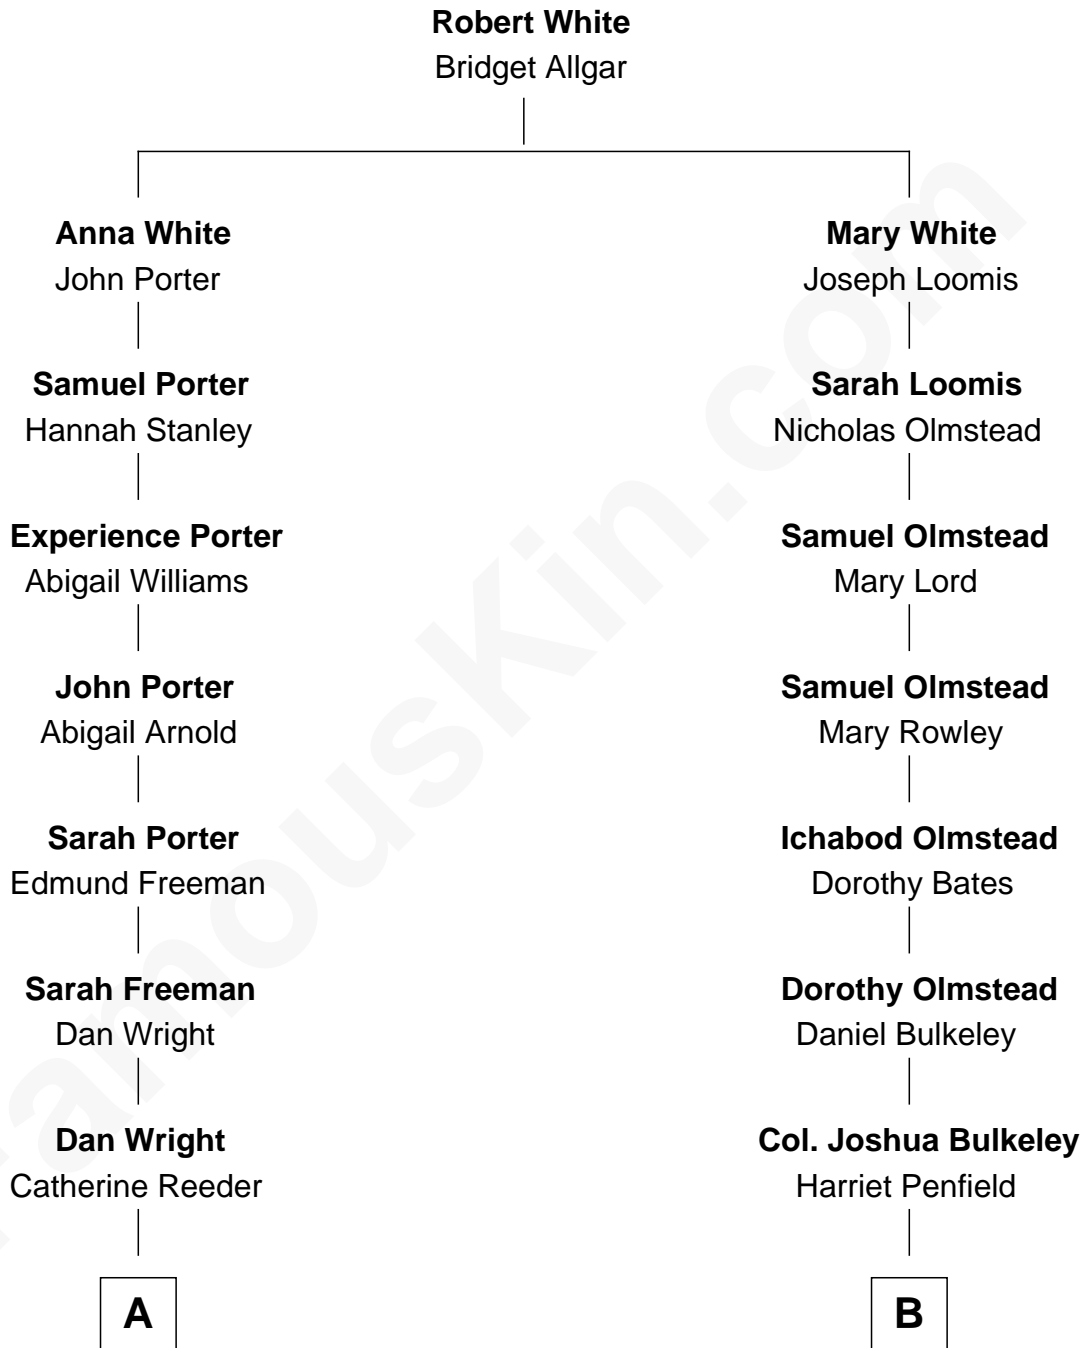 Robert White
Bridget Allgar
Anna White
John Porter
Samuel Porter
Hannah Stanley
Experience Porter
Abigail Williams
John Porter
Abigail Arnold
Sarah Porter
Edmund Freeman
Sarah Freeman
Dan Wright
Dan Wright
Catherine Reeder
A
Mary White
Joseph Loomis
Sarah Loomis
Nicholas Olmstead
Samuel Olmstead
Mary Lord
Samuel Olmstead
Mary Rowley
Ichabod Olmstead
Dorothy Bates
Dorothy Olmstead
Daniel Bulkeley
Col. Joshua Bulkeley
Harriet Penfield
B
FamousKin.com